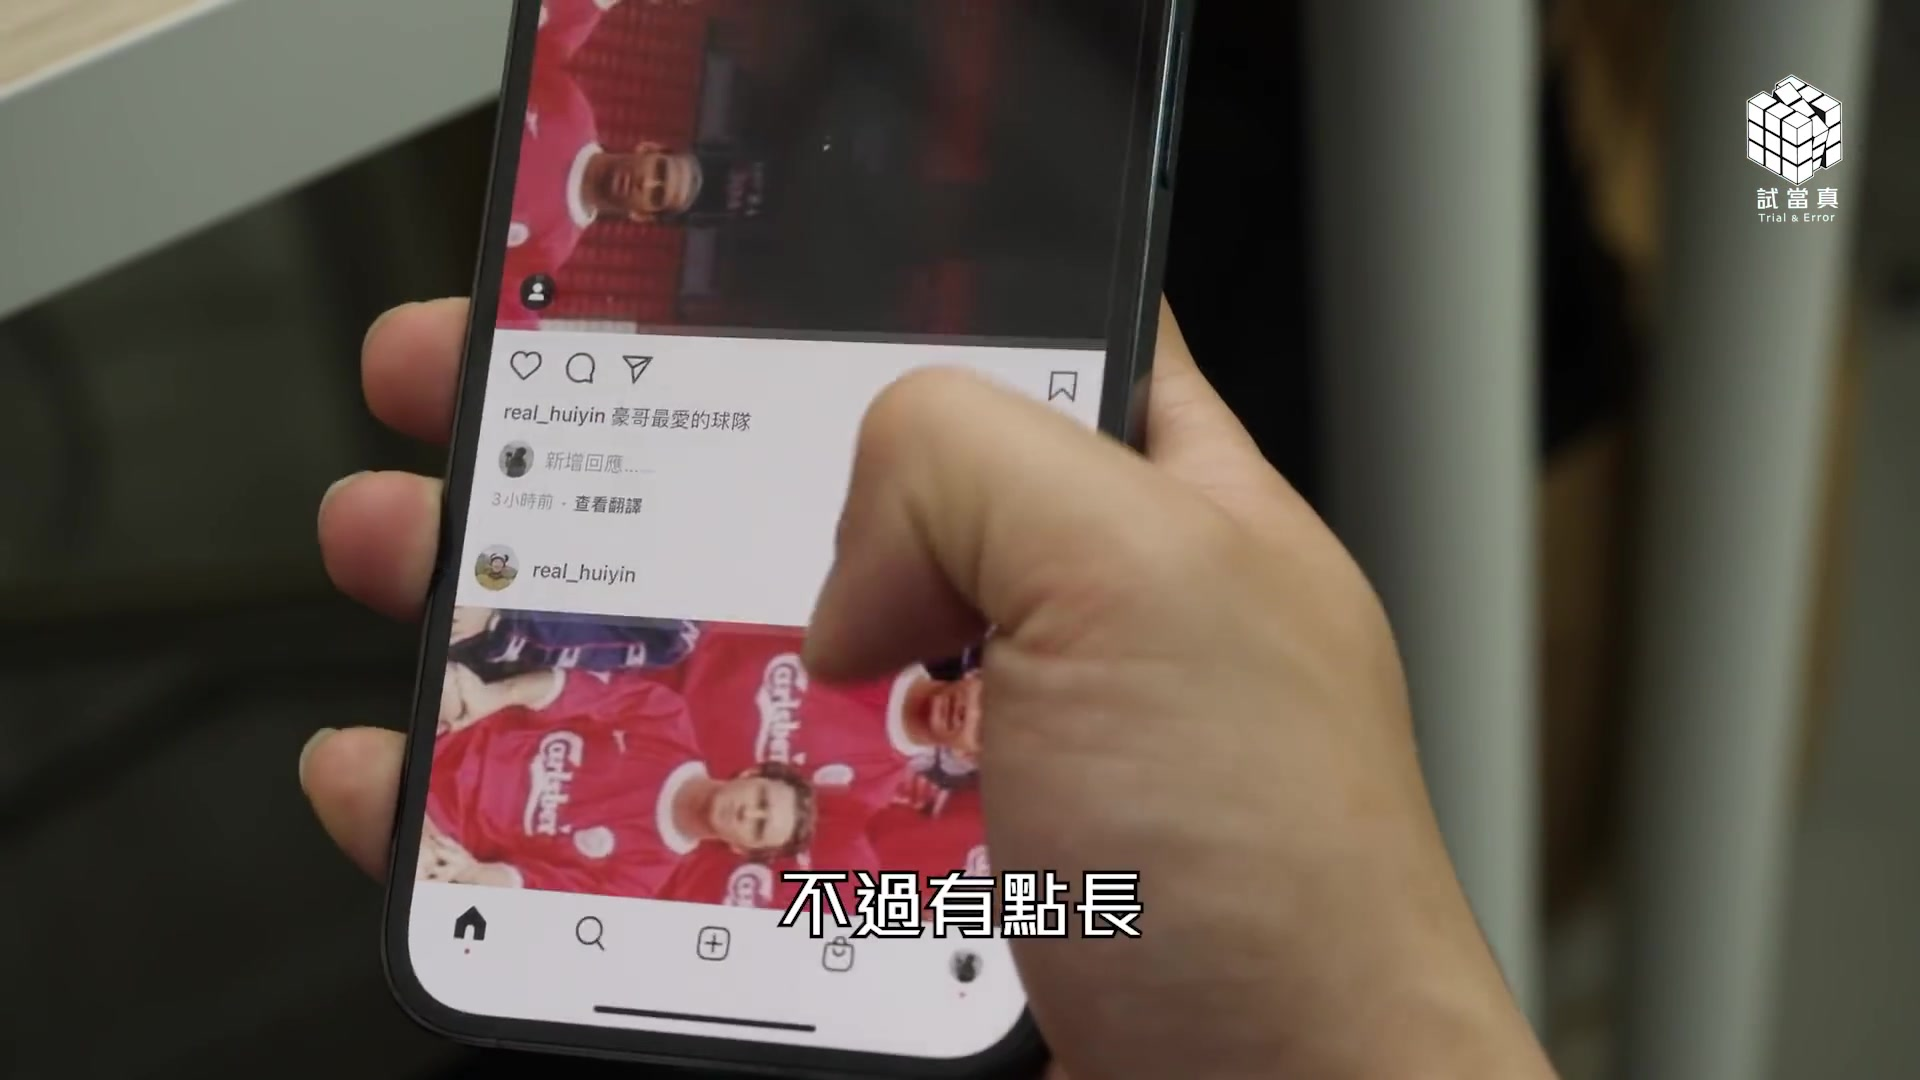 試當真
Trial & Error
real_huiyin 豪哥最愛的球隊
新增回應......
3小時前 · 查看翻譯
real_huiyin
Carlsberg
Carlsberg
不過有點長